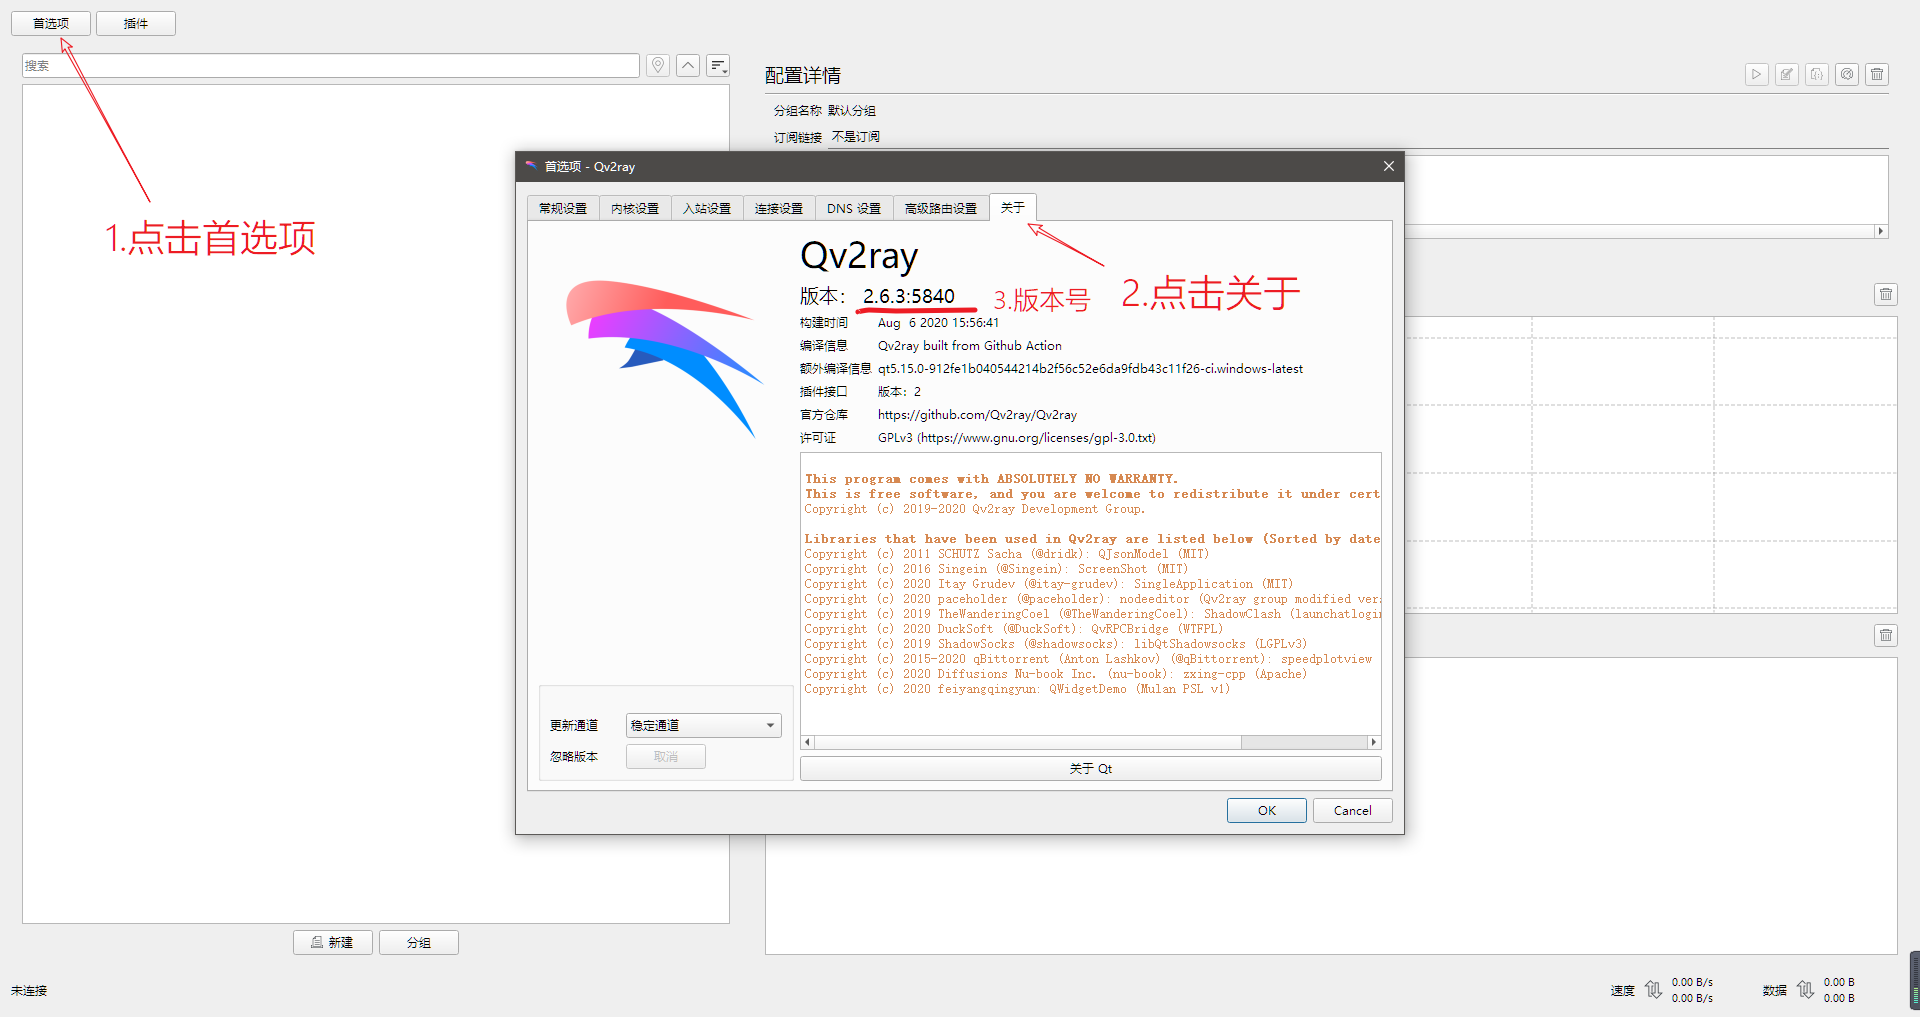 首选项
插件
搜索
1.点击首选项
配置详情
分组名称 默认分组
订阅链接 不是订阅
首选项 - Qv2ray
常规设置 内核设置 入站设置 连接设置 DNS 设置 高级路由设置 关于
Qv2ray
版本： 2.6.3:5840
3.版本号
2.点击关于
构建时间 Aug  6 2020 15:56:41
编译信息 Qv2ray built from Github Action
额外编译信息 qt5.15.0-912fe1b040544214b2f56c52e6da9fdb43c11f26-ci.windows-latest
插件接口 版本：2
官方仓库 https://github.com/Qv2ray/Qv2ray
许可证 GPLv3 (https://www.gnu.org/licenses/gpl-3.0.txt)
This program comes with ABSOLUTELY NO WARRANTY.
This is free software, and you are welcome to redistribute it under cert
Copyright (c) 2019-2020 Qv2ray Development Group.
Libraries that have been used in Qv2ray are listed below (Sorted by date
Copyright (c) 2011 SCHUTZ Sacha (@dridk): QJsonModel (MIT)
Copyright (c) 2016 Singein (@Singein): ScreenShot (MIT)
Copyright (c) 2020 Itay Grudev (@itay-grudev): SingleApplication (MIT)
Copyright (c) 2020 paceholder (@paceholder): nodeeditor (Qv2ray group modified ver
Copyright (c) 2019 TheWanderingCoel (@TheWanderingCoel): ShadowClash (launchatlogin
Copyright (c) 2020 DuckSoft (@DuckSoft): QvRPCBridge (WTFPL)
Copyright (c) 2019 ShadowSocks (@shadowsocks): libQtShadowsocks (LGPLv3)
Copyright (c) 2015-2020 qBittorrent (Anton Lashkov) (@qBittorrent): speedplotview
Copyright (c) 2020 Diffusions Nu-book Inc. (nu-book): zxing-cpp (Apache)
Copyright (c) 2020 feiyangqingyun: QWidgetDemo (Mulan PSL v1)
更新通道 稳定通道
忽略版本 取消
关于 Qt
OK
Cancel
新建
分组
未连接
速度 0.00 B/s
0.00 B/s
数据 0.00 B
0.00 B